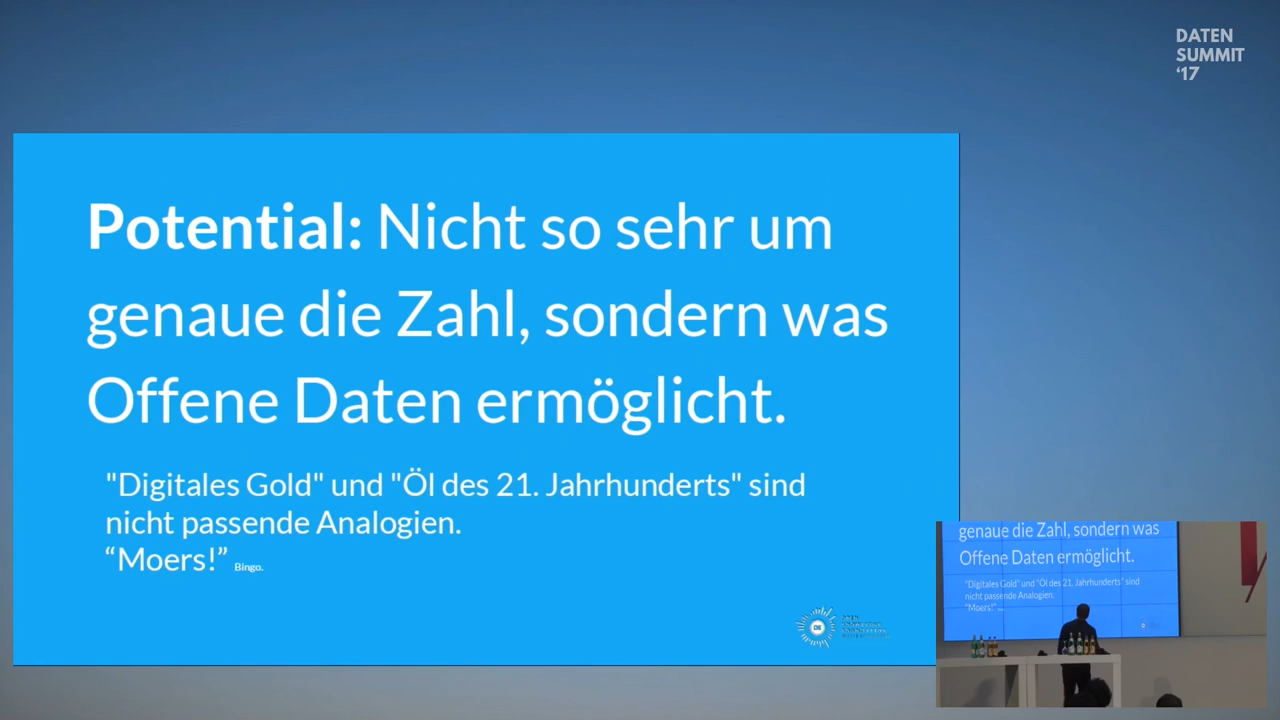 DATEN
SUMMIT
‘17
Potential: Nicht so sehr um
genaue die Zahl, sondern was
Offene Daten ermöglicht.
"Digitales Gold" und "Öl des 21. Jahrhunderts" sind
nicht passende Analogien.
“Moers!” Bingo.
genaue die Zahl, sondern was
Offene Daten ermöglicht.
"Digitales Gold" und "Öl des 21. Jahrhunderts" sind
nicht passende Analogien.
"Moers!"